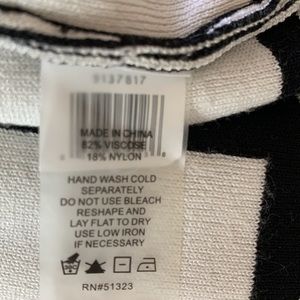 MADE IN CHINA
82% VISCOSE
18% NYLON
HAND WASH COLD
SEPARATELY
DO NOT USE BLEACH
RESHAPE AND
LAY FLAT TO DRY
USE LOW IRON
IF NECESSARY
RN#51323